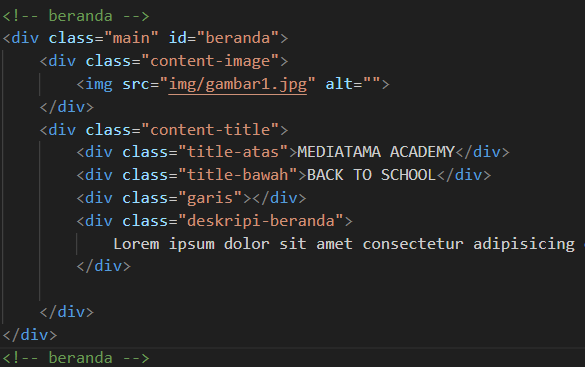 <!-- beranda -->
<div class="main" id="beranda">
<div class="content-image">
<img src="img/gambar1.jpg" alt="">
</div>
<div class="content-title">
<div class="title-atas">MEDIATAMA ACADEMY</div>
<div class="title-bawah">BACK TO SCHOOL</div>
<div class="garis"></div>
<div class="deskripi-beranda">
Lorem ipsum dolor sit amet consectetur adipisicing
</div>
</div>
</div>
<!-- beranda -->